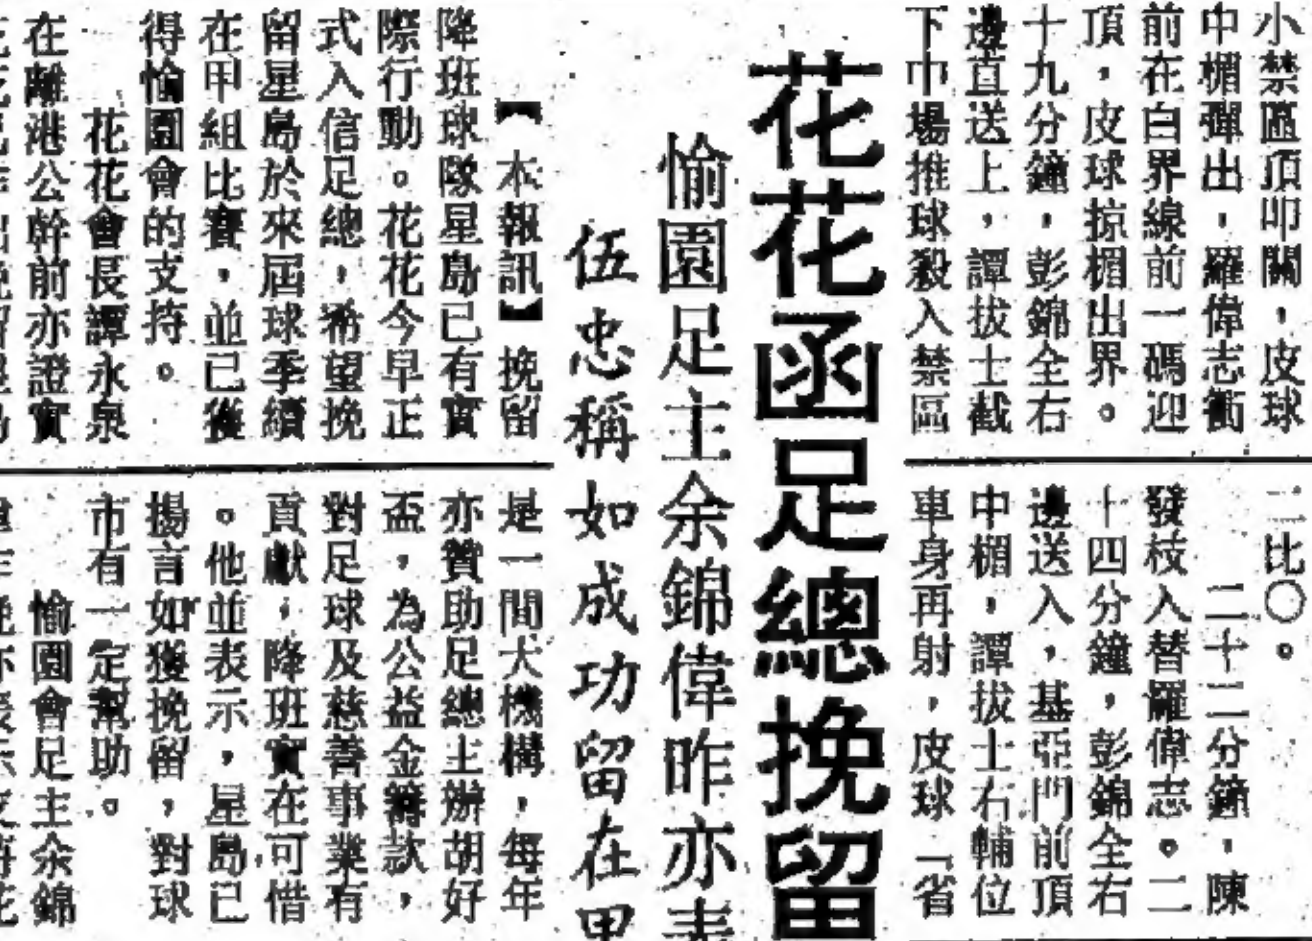 小禁區頂叩關，皮球
中楣彈出，羅偉志衝
前在白界線前一碼迎
頂，皮球掠楣出界。
十九分鐘，彭錦全右
邊直送上，譚拔士截
下中場推球殺入禁區
二比〇。
二十二分鐘，陳
發枝入替羅偉志。二
十四分鐘，彭錦全右
邊送入，基亞門前頂
中楣，譚拔士右輔位
車身再射，皮球「省
花花函足總挽留
愉園足主余錦偉昨亦表
伍忠稱如成功留在甲
【本報訊】挽留
降班球隊星島已有實
際行動。花花今早正
式入信足總，希望挽
留星島於來屆球季續
在甲組比賽，並已獲
得愉園會的支持。
花花會長譚永泉
在離港公幹前亦證實
是一間大機構，每年
亦贊助足總主辦胡好
盃，為公益金籌款，
對足球及慈善事業有
貢獻，降班實在可惜
。他並表示，星島已
揚言如獲挽留，對球
市有一定幫助。
愉園會足主余錦